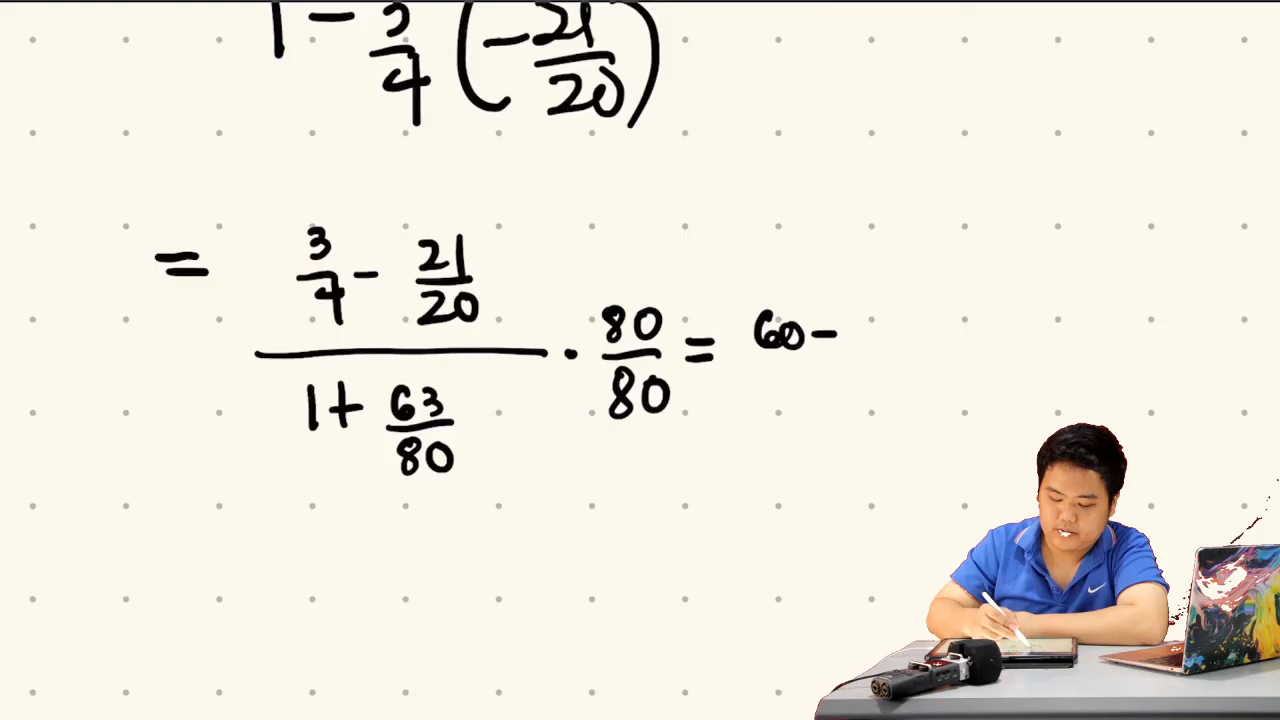 1 - 3/4 (-21/20)
= (3/4 - 21/20)/(1 + 63/80) · 80/80 = 60 -